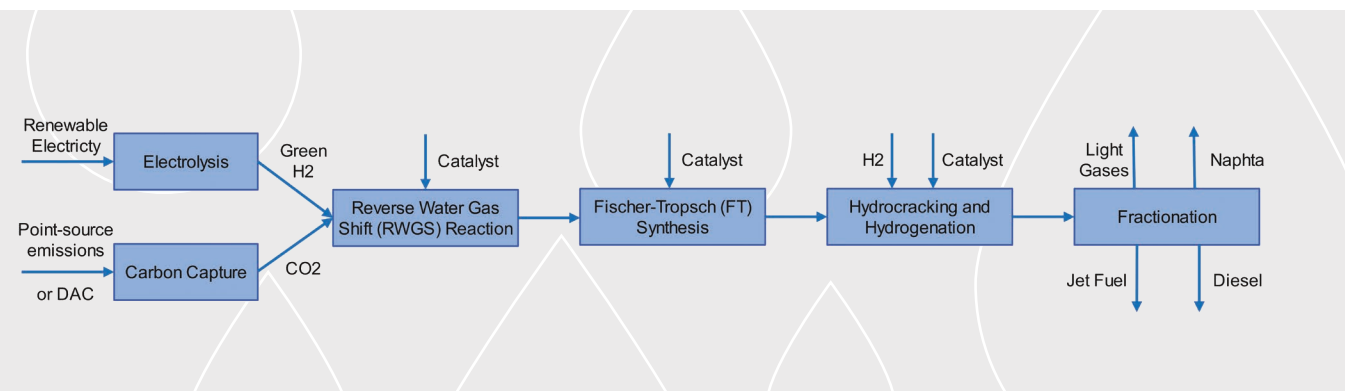 Renewable
Electricty
Electrolysis
Green
H2
Point-source
emissions
or DAC
Carbon Capture
CO2
Catalyst
Reverse Water Gas
Shift (RWGS) Reaction
Catalyst
Fischer-Tropsch (FT)
Synthesis
H2
Catalyst
Hydrocracking and
Hydrogenation
Light
Gases
Naphta
Fractionation
Jet Fuel
Diesel